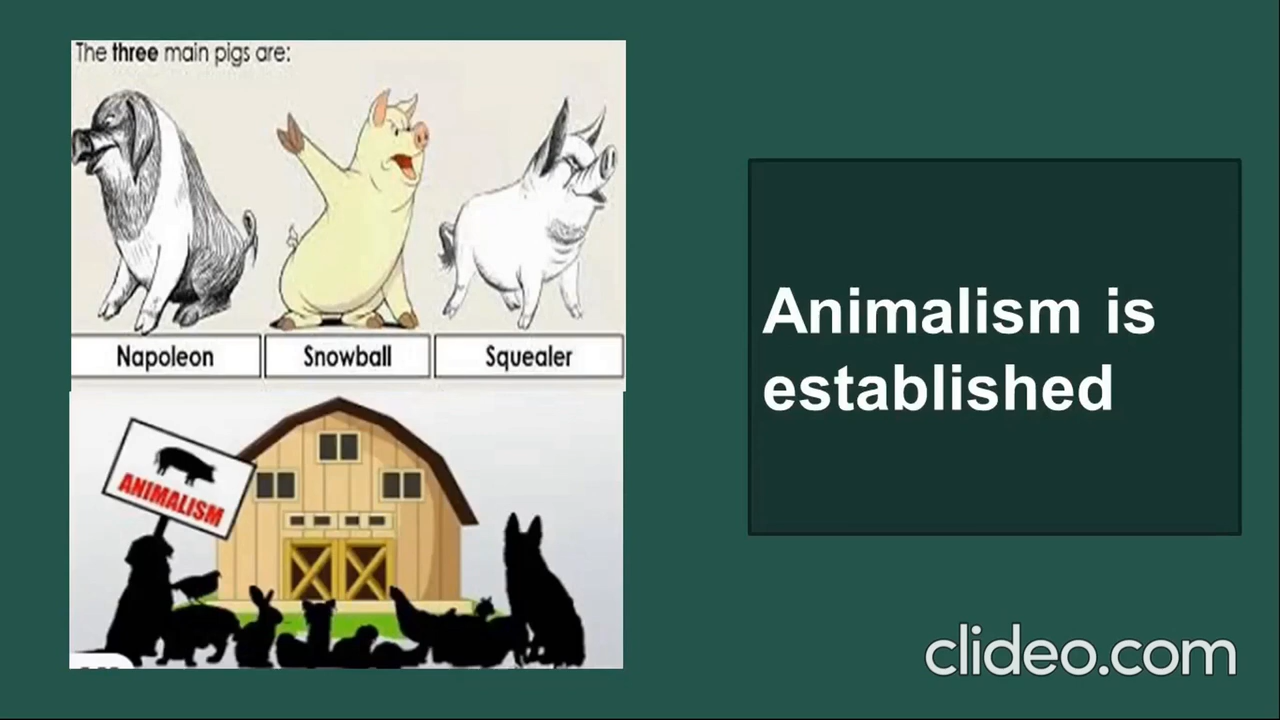 The three main pigs are:
Napoleon
Snowball
Squealer
ANIMALISM
Animalism is
established
clideo.com